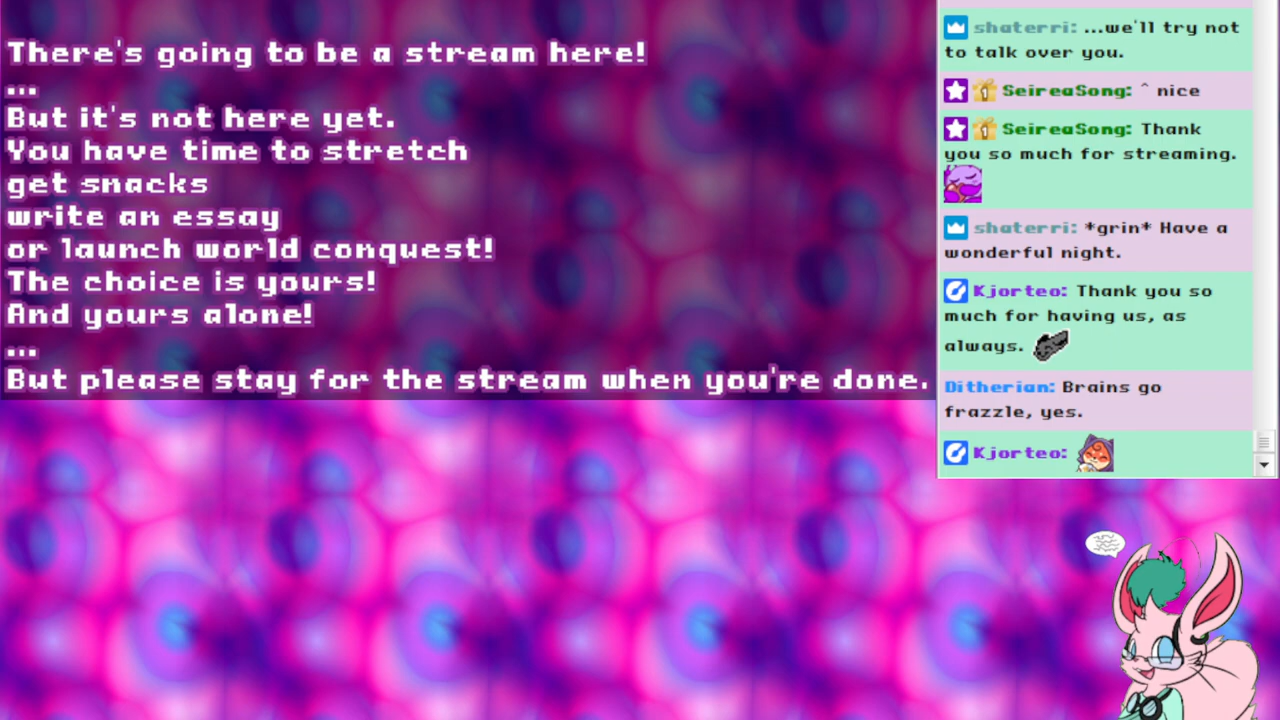 There's going to be a stream here!
...
But it's not here yet.
You have time to stretch
get snacks
write an essay
or launch world conquest!
The choice is yours!
And yours alone!
...
But please stay for the stream when you're done.
shaterri: ...we'll try not
to talk over you.
1 SeireaSong: ^ nice
1 SeireaSong: Thank
you so much for streaming.
shaterri: *grin* Have a
wonderful night.
Kjorteo: Thank you so
much for having us, as
always.
Ditherian: Brains go
frazzle, yes.
Kjorteo: